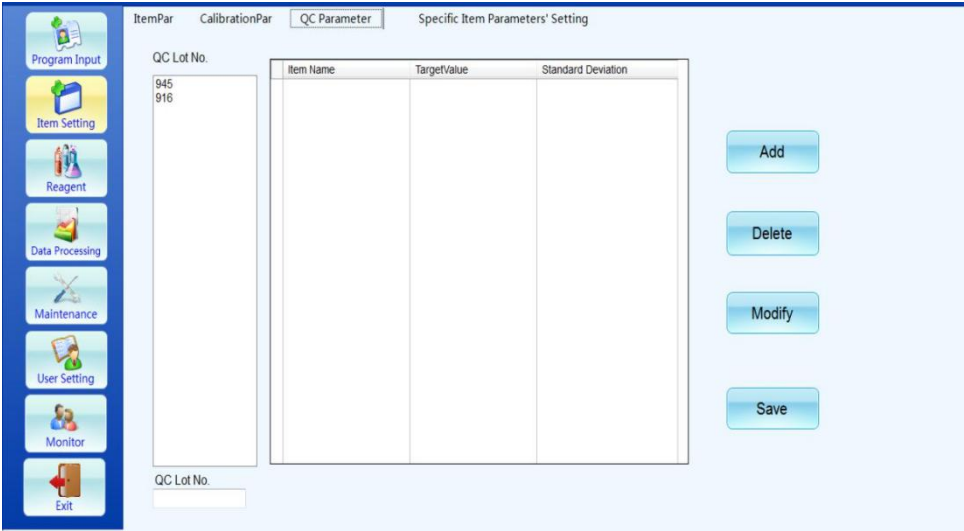 ItemPar CalibrationPar QC Parameter Specific Item Parameters' Setting
Program Input
Item Setting
Reagent
Data Processing
Maintenance
User Setting
Monitor
Exit
QC Lot No.
945
916
Item Name TargetValue Standard Deviation
Add
Delete
Modify
Save
QC Lot No.